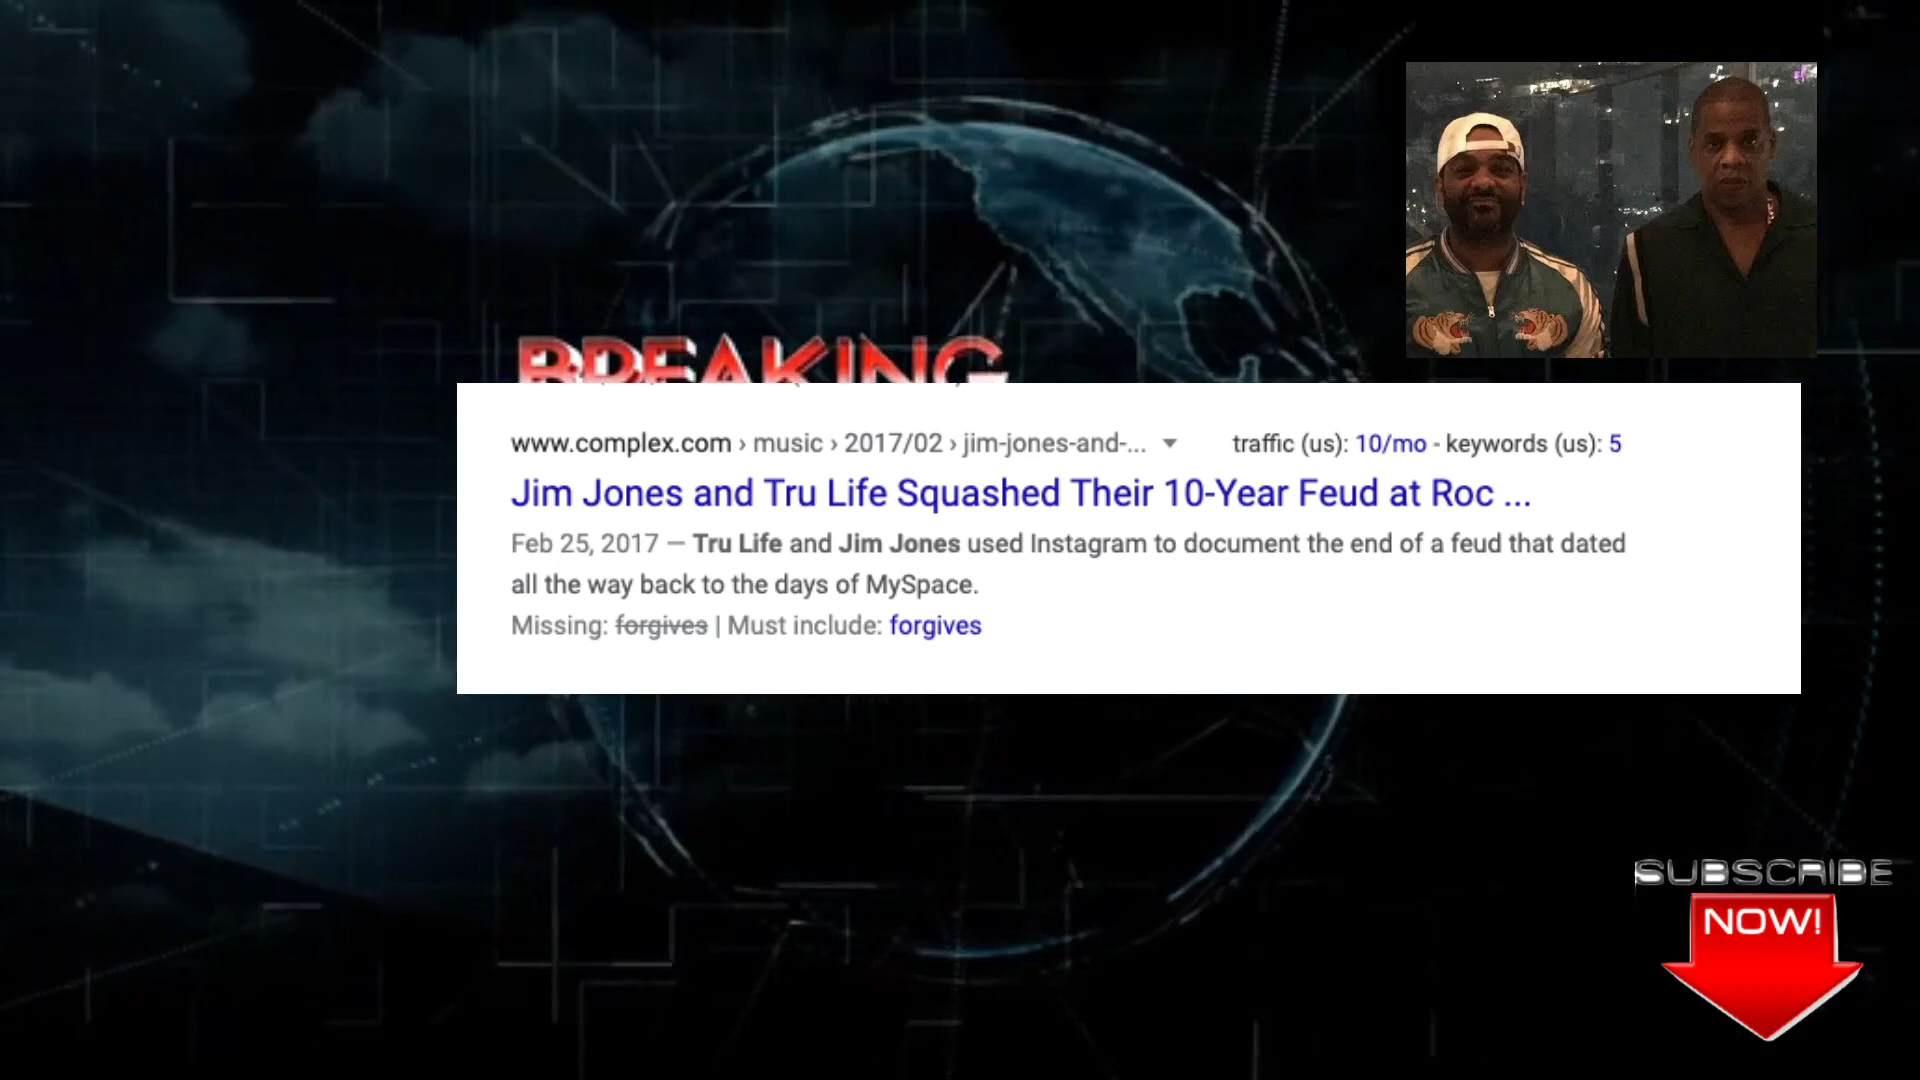 BREAKING
www.complex.com › music › 2017/02 › jim-jones-and-... traffic (us): 10/mo - keywords (us): 5
Jim Jones and Tru Life Squashed Their 10-Year Feud at Roc ...
Feb 25, 2017 — Tru Life and Jim Jones used Instagram to document the end of a feud that dated
all the way back to the days of MySpace.
Missing: forgives | Must include: forgives
SUBSCRIBE
NOW!